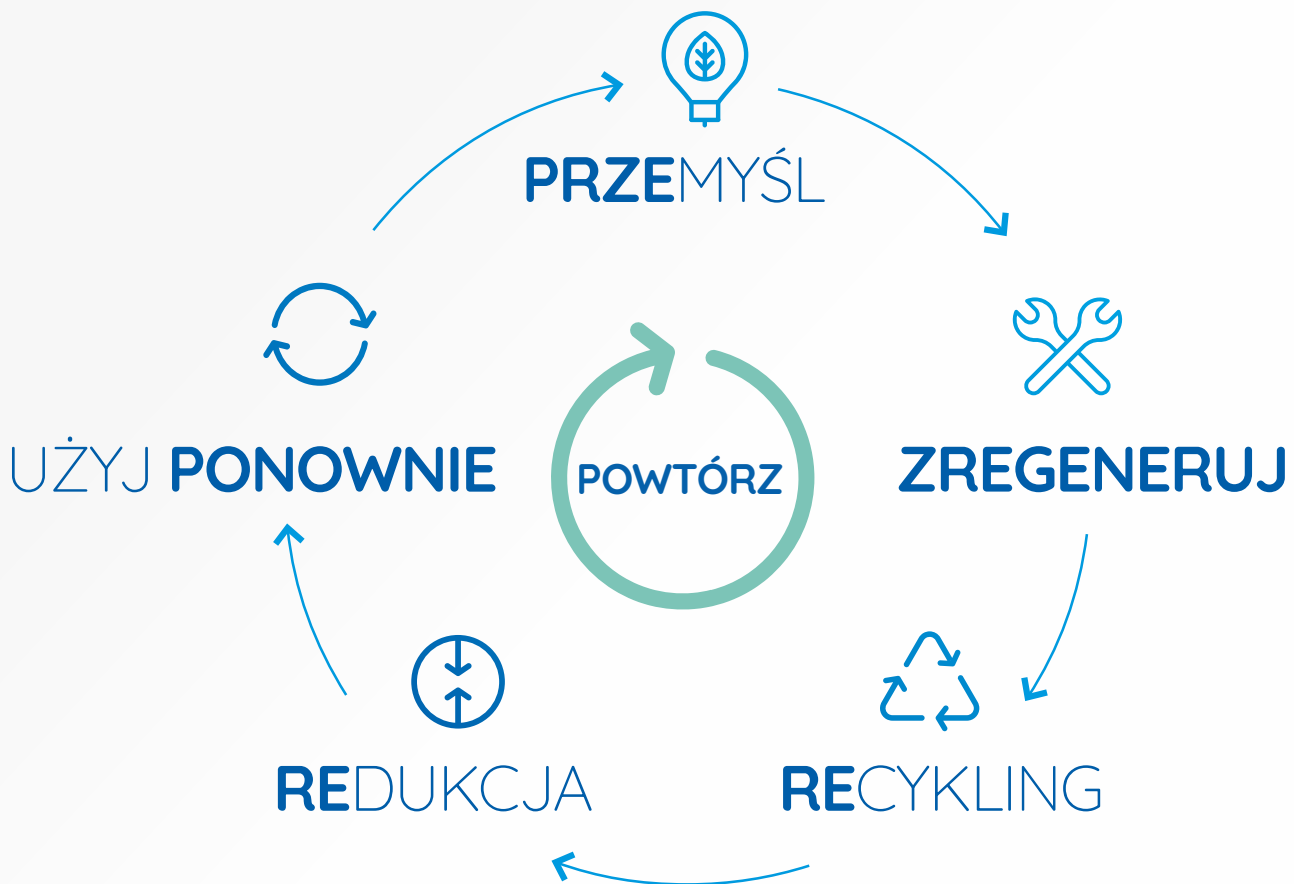 PRZEMYŚL
UŻYJ PONOWNIE
POWTÓRZ
ZREGENERUJ
REDUKCJA
RECYKLING